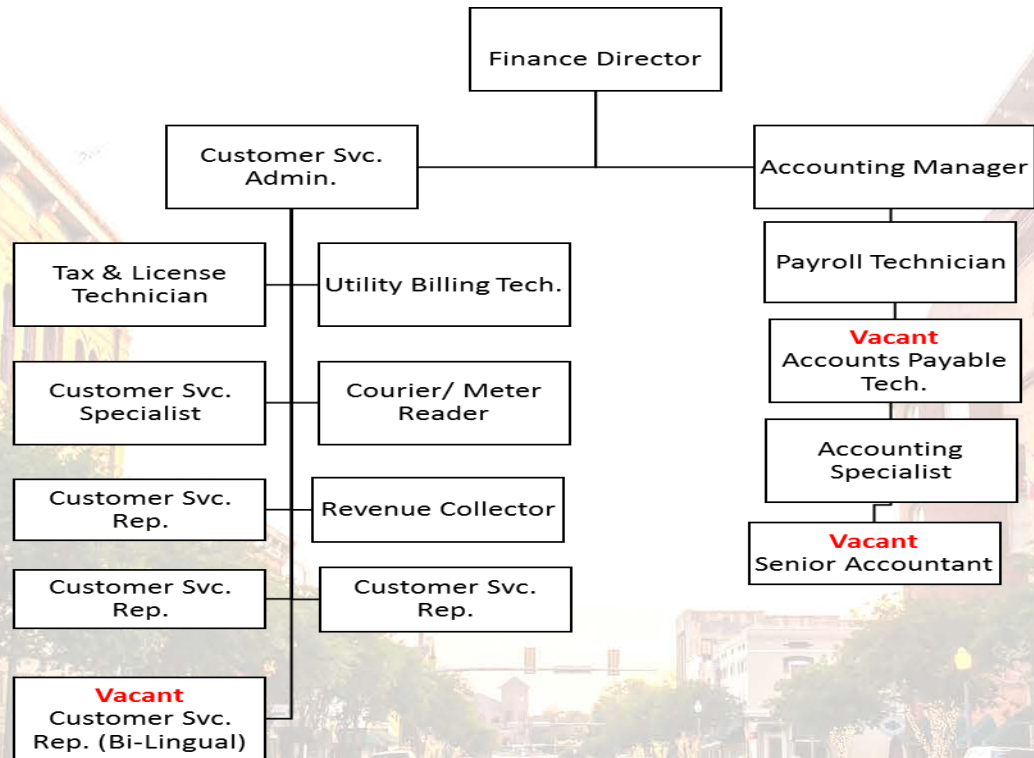 Finance Director
Customer Svc.
Admin.
Accounting Manager
Tax & License
Technician
Utility Billing Tech.
Payroll Technician
Vacant
Accounts Payable
Tech.
Customer Svc.
Specialist
Courier/ Meter
Reader
Accounting
Specialist
Customer Svc.
Rep.
Revenue Collector
Vacant
Senior Accountant
Customer Svc.
Rep.
Customer Svc.
Rep.
Vacant
Customer Svc.
Rep. (Bi-Lingual)